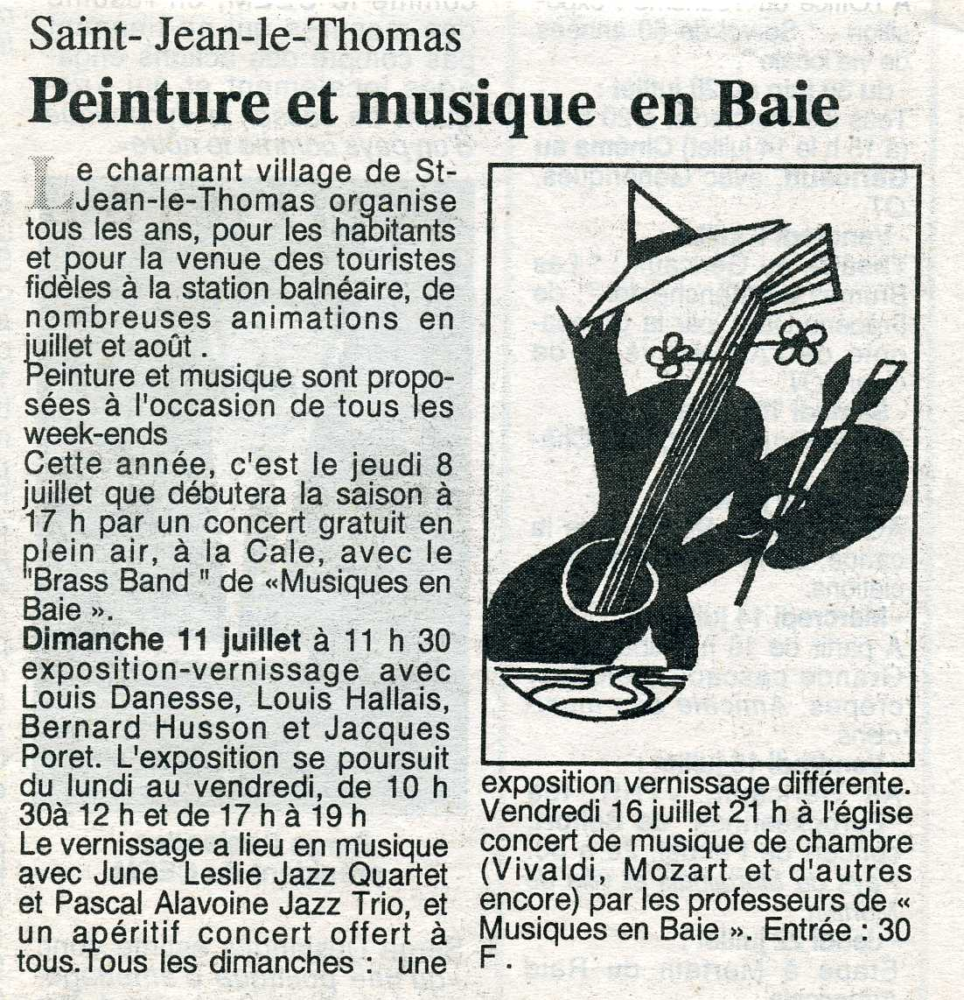 Saint- Jean-le-Thomas
Peinture et musique en Baie
Le charmant village de St-
Jean-le-Thomas organise
tous les ans, pour les habitants
et pour la venue des touristes
fidèles à la station balnéaire, de
nombreuses animations en
juillet et août .
Peinture et musique sont propo-
sées à l'occasion de tous les
week-ends
Cette année, c'est le jeudi 8
juillet que débutera la saison à
17 h par un concert gratuit en
plein air, à la Cale, avec le
"Brass Band " de «Musiques en
Baie ».
Dimanche 11 juillet à 11 h 30
exposition-vernissage avec
Louis Danesse, Louis Hallais,
Bernard Husson et Jacques
Poret. L'exposition se poursuit
du lundi au vendredi, de 10 h
30à 12 h et de 17 h à 19 h
Le vernissage a lieu en musique
avec June Leslie Jazz Quartet
et Pascal Alavoine Jazz Trio, et
un apéritif concert offert à
tous.Tous les dimanches : une
exposition vernissage différente.
Vendredi 16 juillet 21 h à l'église
concert de musique de chambre
(Vivaldi, Mozart et d'autres
encore) par les professeurs de «
Musiques en Baie ». Entrée : 30
F .